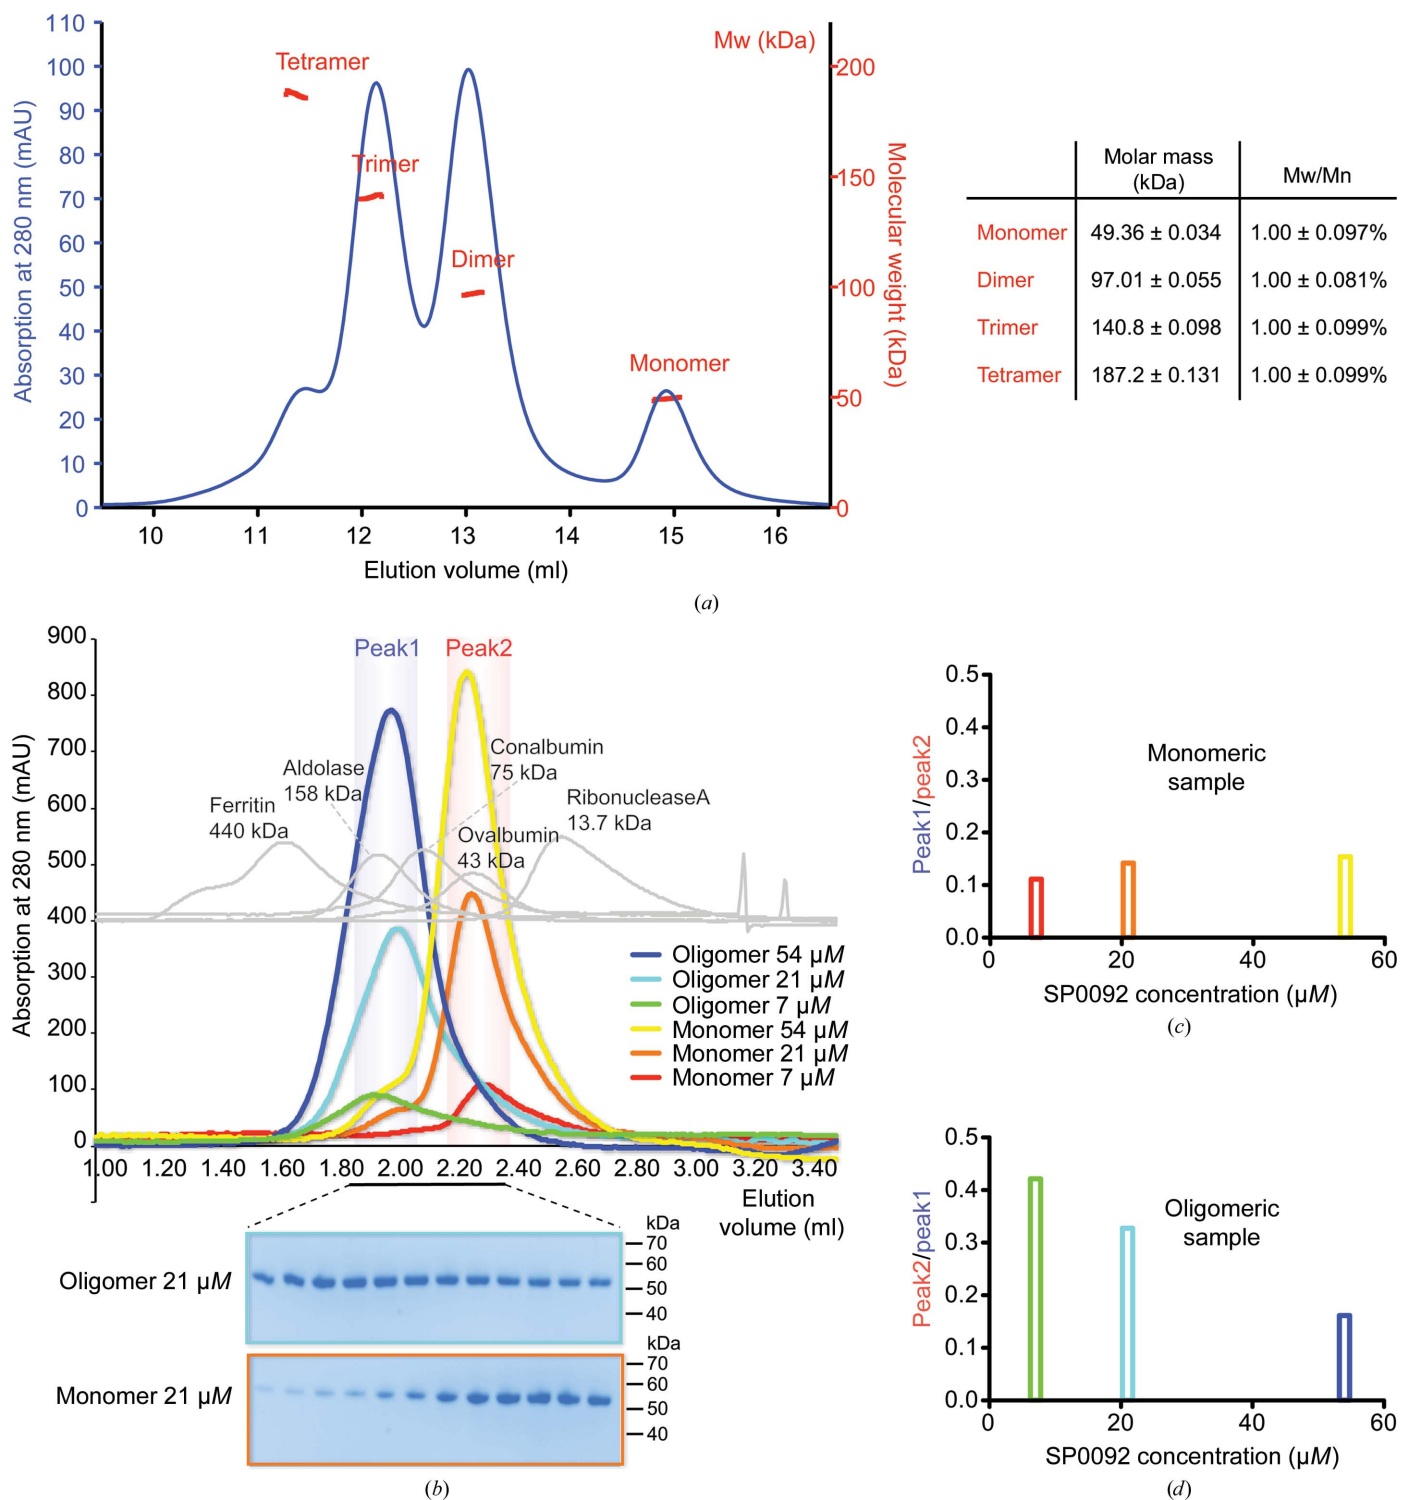 110
100
90
80
70
60
50
40
30
20
10
0
Absorption at 280 nm (mAU)
Tetramer
Trimer
Dimer
Monomer
Mw (kDa)
200
150
100
50
0
Molecular weight (kDa)
10 11 12 13 14 15 16
Elution volume (ml)
Molar mass
(kDa)
Mw/Mn
Monomer 49.36 ± 0.034 1.00 ± 0.097%
Dimer 97.01 ± 0.055 1.00 ± 0.081%
Trimer 140.8 ± 0.098 1.00 ± 0.099%
Tetramer 187.2 ± 0.131 1.00 ± 0.099%
(a)
900
800
700
600
500
400
300
200
100
0
Absorption at 280 nm (mAU)
Peak1
Peak2
Ferritin
440 kDa
Aldolase
158 kDa
Conalbumin
75 kDa
Ovalbumin
43 kDa
RibonucleaseA
13.7 kDa
Oligomer 54 µM
Oligomer 21 µM
Oligomer 7 µM
Monomer 54 µM
Monomer 21 µM
Monomer 7 µM
1.00 1.20 1.40 1.60 1.80 2.00 2.20 2.40 2.60 2.80 3.00 3.20 3.40
Elution
volume (ml)
Oligomer 21 µM
kDa
70
60
50
40
Monomer 21 µM
kDa
70
60
50
40
(b)
0.5
0.4
0.3
0.2
0.1
0.0
Peak1/peak2
Monomeric
sample
0 20 40 60
SP0092 concentration (µM)
(c)
0.5
0.4
0.3
0.2
0.1
0.0
Peak2/peak1
Oligomeric
sample
0 20 40 60
SP0092 concentration (µM)
(d)